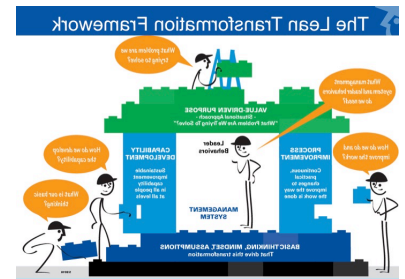 The Lean Transformation Framework
What problem are we
trying to solve?
What management
system and leader behaviors
do we need?
VALUE-DRIVEN PURPOSE
- Situational Approach -
"What Problem Are We Trying To Solve?"
How do we develop
the capability?
CAPABILITY
DEVELOPMENT
Sustainable
improvement
capability
in all people
at all levels
Leader
Behaviors
MANAGEMENT
SYSTEM
PROCESS
IMPROVEMENT
Continuous,
practical
changes to
improve the way
the work is done
How do we and do
we improve the work?
What is our basic
thinking?
BASIC THINKING, MINDSET, ASSUMPTIONS
That drive this transformation